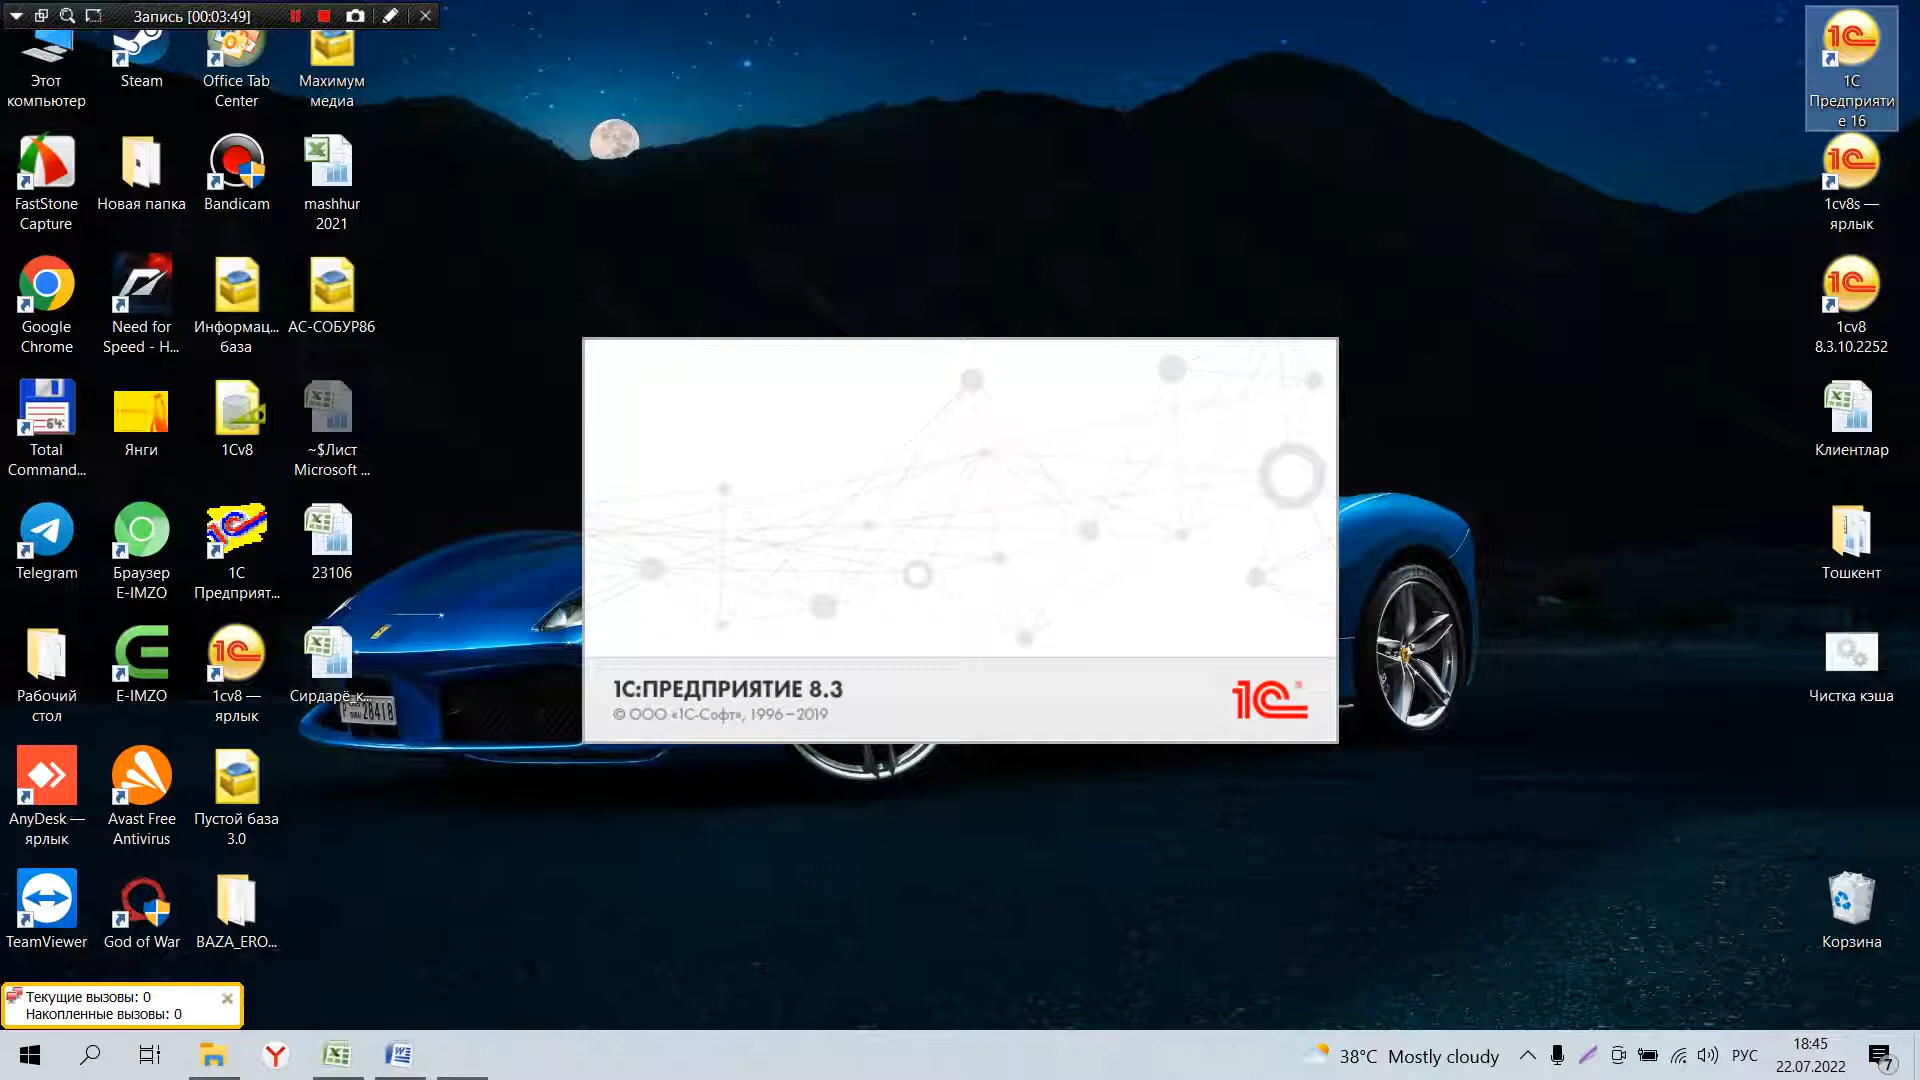 Запись [00:03:49]
Этот
компьютер
Steam
Office Tab
Center
Махимум
медиа
FastStone
Capture
Новая папка
Bandicam
mashhur
2021
Google
Chrome
Need for
Speed - H...
Информац...
база
АС-СОБУР86
Total
Command...
Янги
1Cv8
~$Лист
Microsoft ...
Telegram
Браузер
E-IMZO
1С
Предприят...
23106
Рабочий
стол
E-IMZO
1cv8 —
ярлык
Сирдарё_к...
AnyDesk —
ярлык
Avast Free
Antivirus
Пустой база
3.0
TeamViewer
God of War
BAZA_ERO...
1С
Предприяти
е 16
1cv8s —
ярлык
1cv8
8.3.10.2252
Клиентлар
Тошкент
Чистка кэша
Корзина
28418
1С:ПРЕДПРИЯТИЕ 8.3
© ООО «1С-Софт», 1996–2019
1С
Текущие вызовы: 0
Накопленные вызовы: 0
38°C Mostly cloudy
РУС
18:45
22.07.2022
7